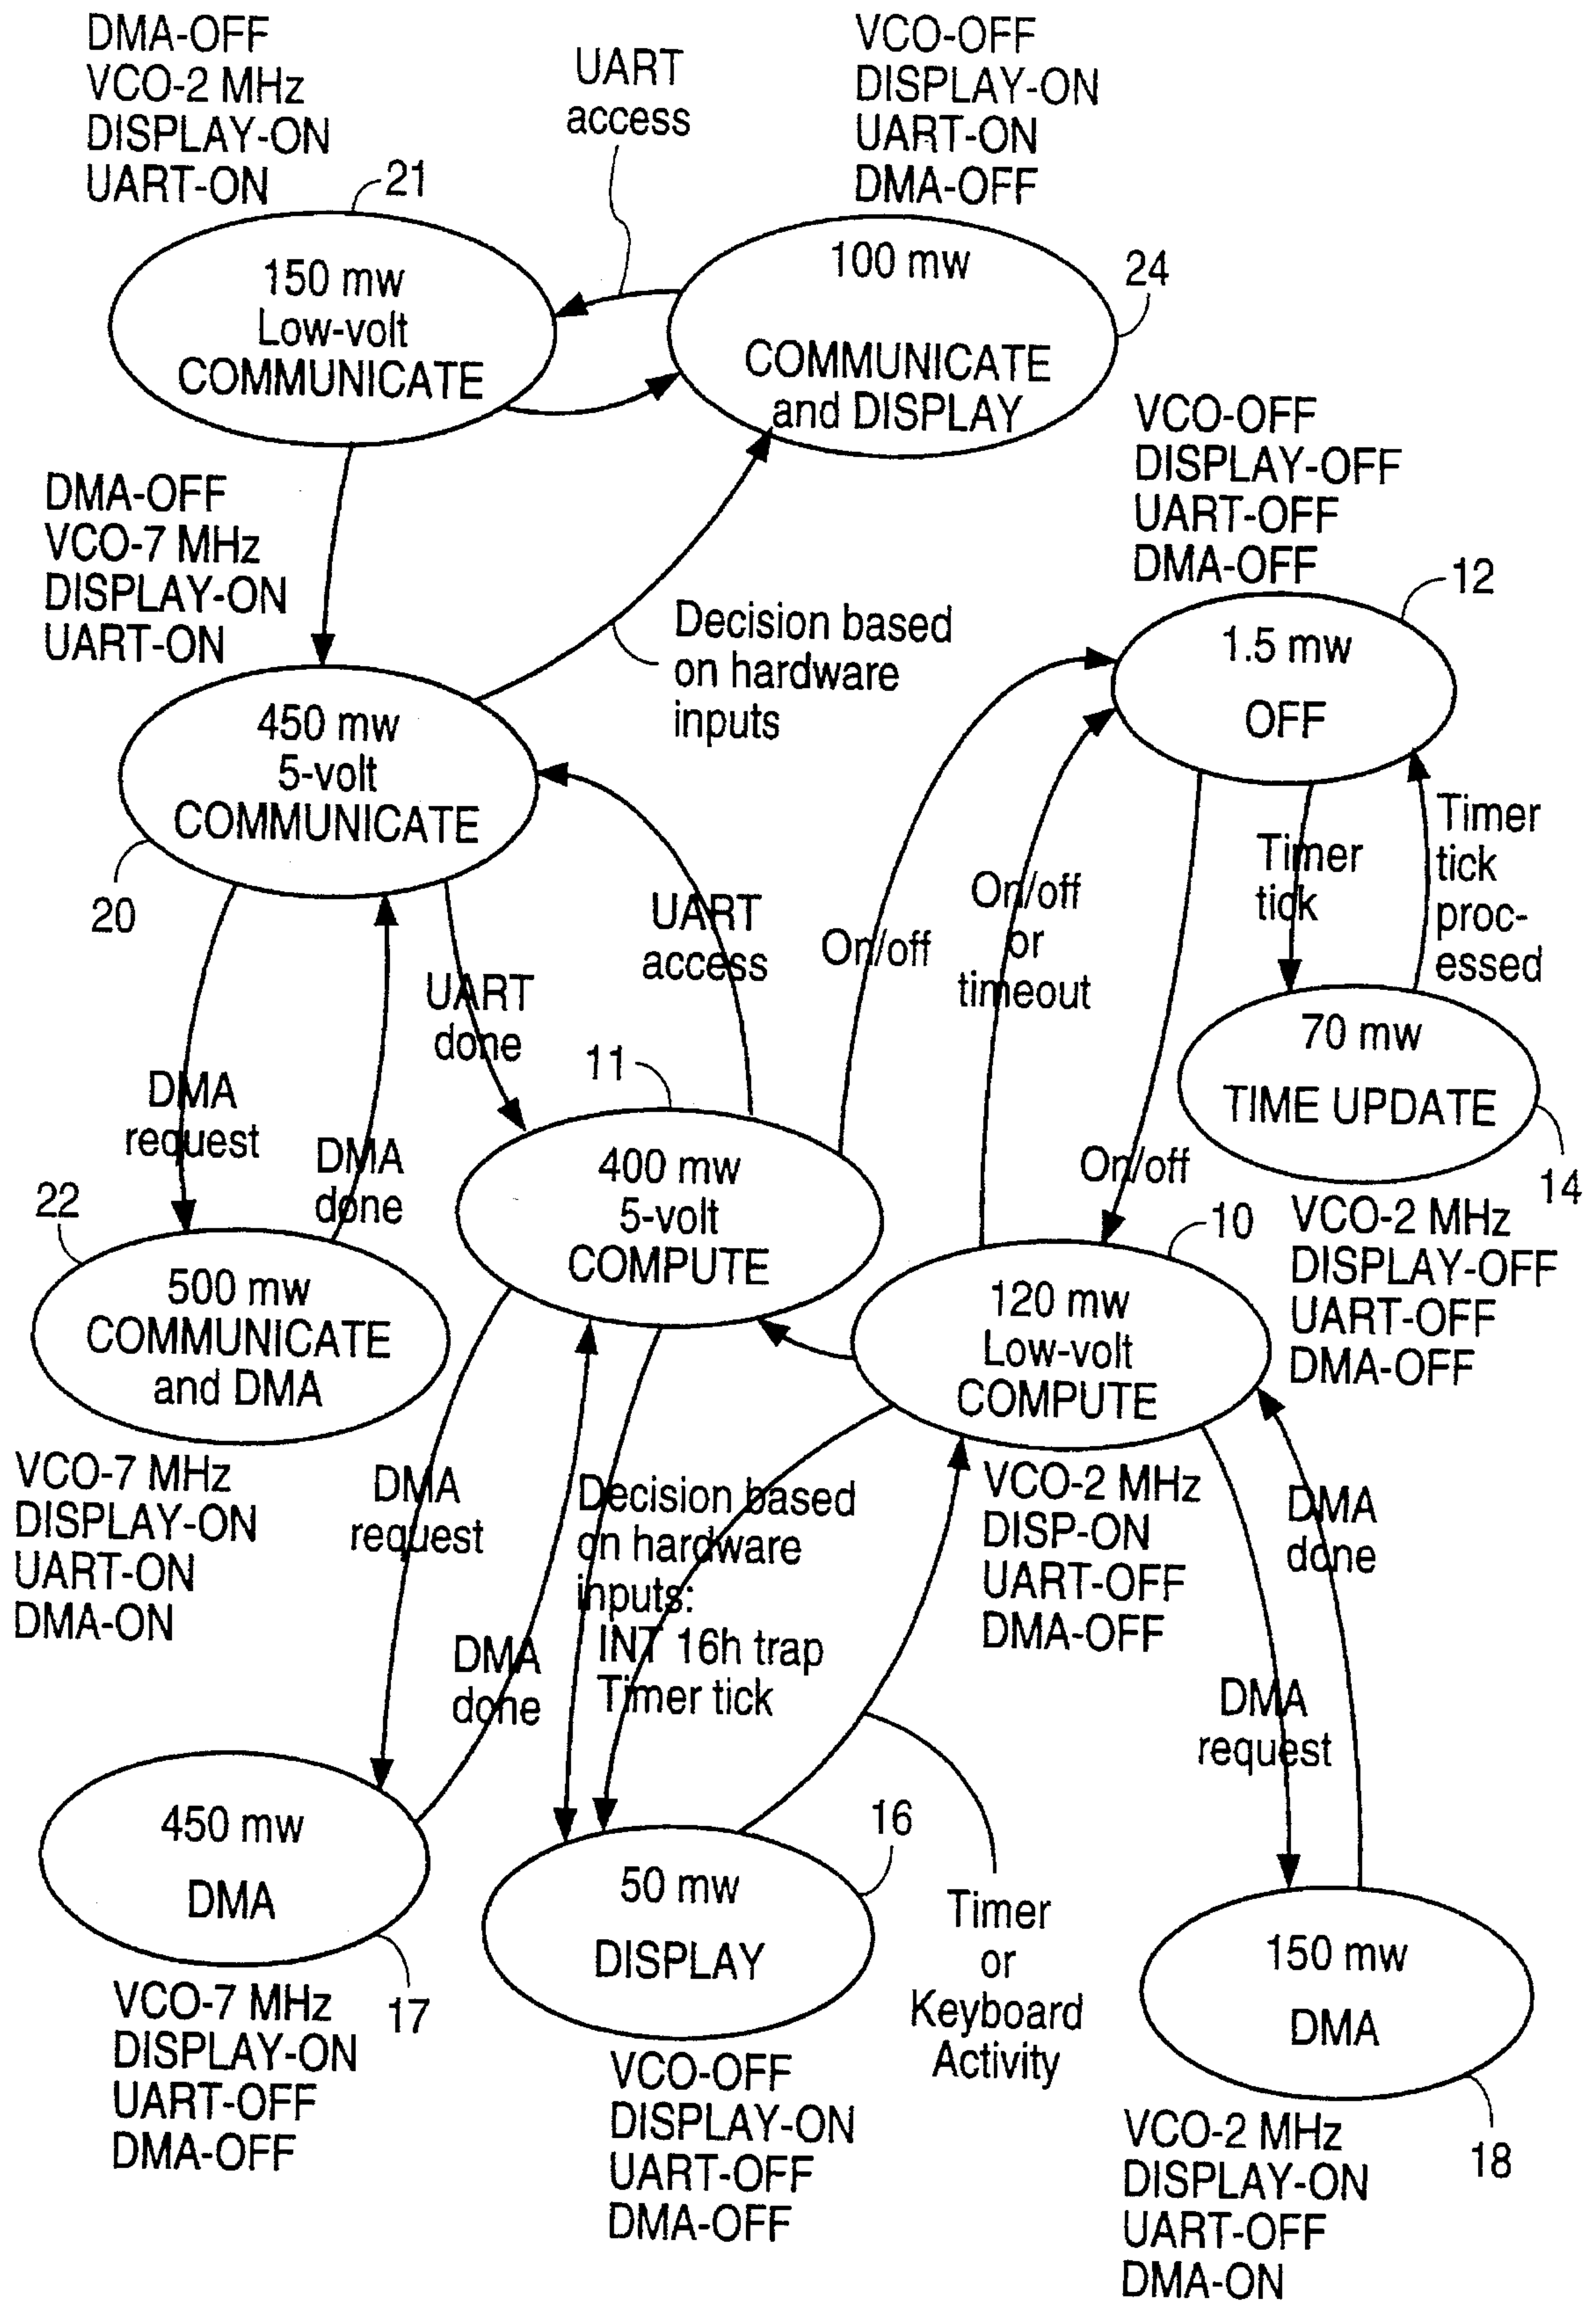 DMA-OFF
VCO-2 MHz
DISPLAY-ON
UART-ON
21
150 mw
Low-volt
COMMUNICATE
UART
access
VCO-OFF
DISPLAY-ON
UART-ON
DMA-OFF
24
100 mw
COMMUNICATE
and DISPLAY
DMA-OFF
VCO-7 MHz
DISPLAY-ON
UART-ON
450 mw
5-volt
COMMUNICATE
20
Decision based
on hardware
inputs
VCO-OFF
DISPLAY-OFF
UART-OFF
DMA-OFF
12
1.5 mw
OFF
UART
access
On/off
On/off
or
timeout
Timer
tick
Timer
tick
proc-
essed
UART
done
DMA
request
DMA
done
11
400 mw
5-volt
COMPUTE
On/off
70 mw
TIME UPDATE
14
VCO-2 MHz
DISPLAY-OFF
UART-OFF
DMA-OFF
22
500 mw
COMMUNICATE
and DMA
VCO-7 MHz
DISPLAY-ON
UART-ON
DMA-ON
10
120 mw
Low-volt
COMPUTE
VCO-2 MHz
DISP-ON
UART-OFF
DMA-OFF
DMA
request
Decision based
on hardware
inputs:
INT 16h trap
Timer tick
DMA
done
DMA
done
DMA
request
450 mw
DMA
17
VCO-7 MHz
DISPLAY-ON
UART-OFF
DMA-OFF
16
50 mw
DISPLAY
VCO-OFF
DISPLAY-ON
UART-OFF
DMA-OFF
Timer
or
Keyboard
Activity
150 mw
DMA
18
VCO-2 MHz
DISPLAY-ON
UART-OFF
DMA-ON